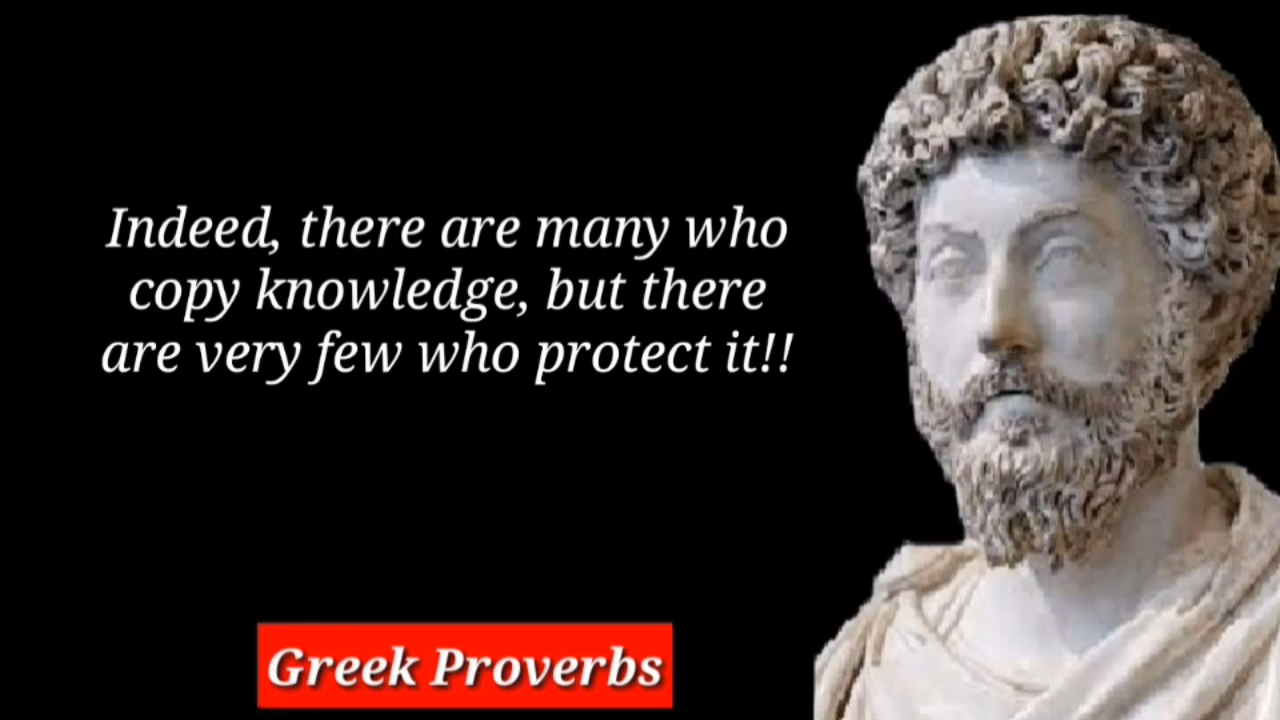 Indeed, there are many who
copy knowledge, but there
are very few who protect it!!
Greek Proverbs